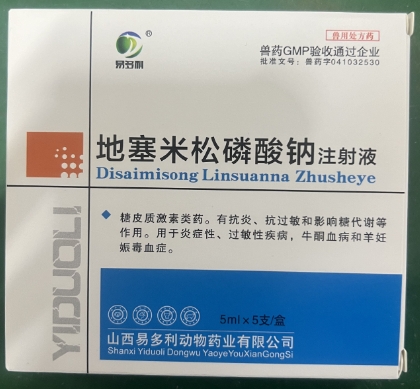 易多利®
兽用处方药
兽药GMP验收通过企业
批准文号：兽药字041032530
地塞米松磷酸钠注射液
Disaimisong Linsuanna Zhusheye
◆ 糖皮质激素类药。有抗炎、抗过敏和影响糖代谢等
作用。用于炎症性、过敏性疾病，牛酮血病和羊妊
娠毒血症。
YIDUOLI
5ml×5支/盒
山西易多利动物药业有限公司
Shanxi Yiduoli Dongwu YaoyeYouXianGongSi